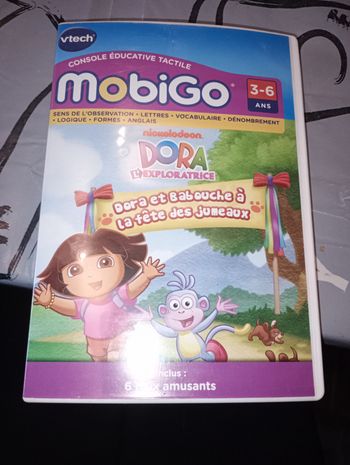 vtech
CONSOLE ÉDUCATIVE TACTILE
MobiGo
3-6
ANS
SENS DE L'OBSERVATION • LETTRES • VOCABULAIRE • DÉNOMBREMENT
• LOGIQUE • FORMES • ANGLAIS
nickelodeon
DORA
L'EXPLORATRICE
Dora et Babouche à
la fête des jumeaux
6 amusants